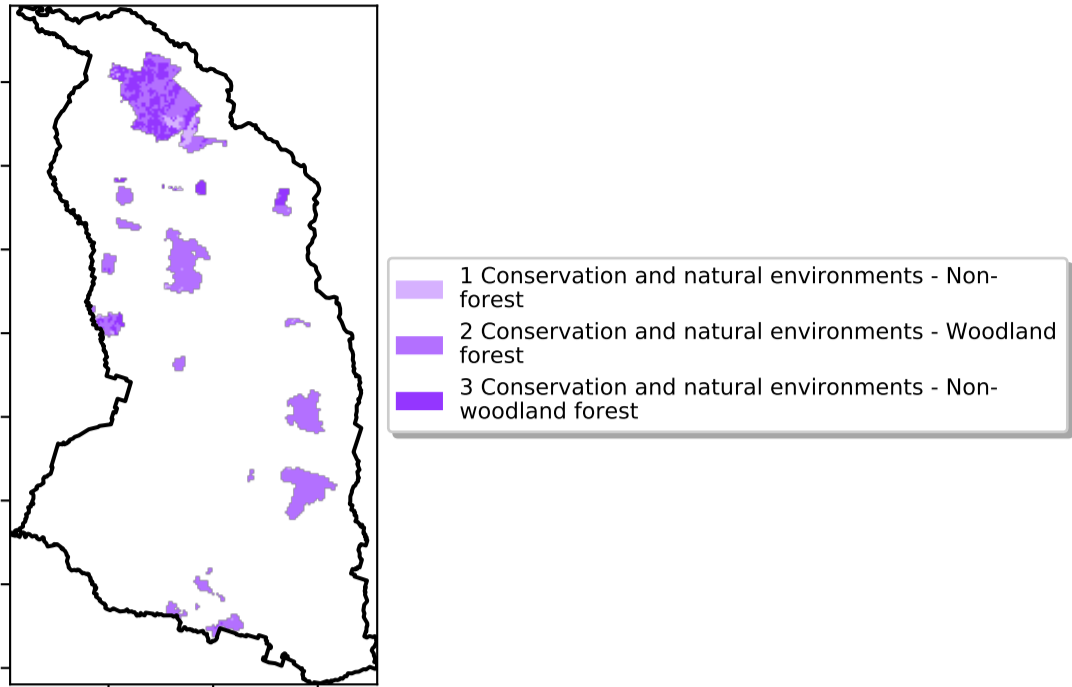 1 Conservation and natural environments - Non-
forest
2 Conservation and natural environments - Woodland
forest
3 Conservation and natural environments - Non-
woodland forest